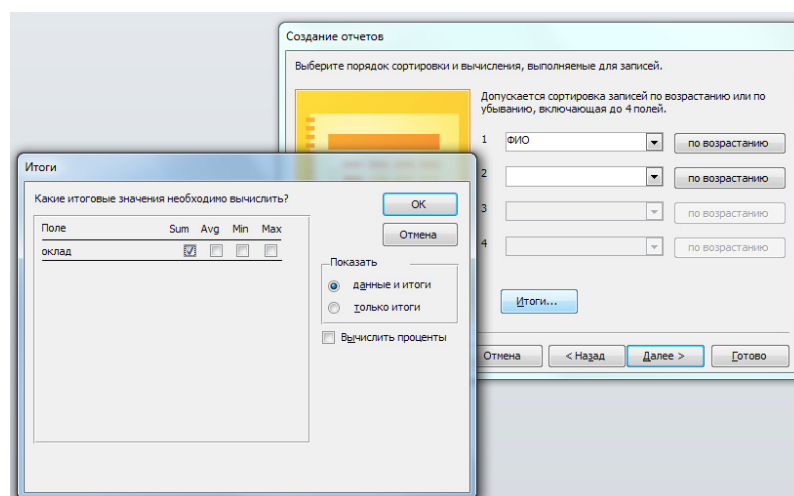 Создание отчетов
Выберите порядок сортировки и вычисления, выполняемые для записей.
Допускается сортировка записей по возрастанию или по
убыванию, включающая до 4 полей.
1 ФИО по возрастанию
2 по возрастанию
3 по возрастанию
4 по возрастанию
Итоги...
Отмена < Назад Далее > Готово
Итоги
Какие итоговые значения необходимо вычислить?
Поле Sum Avg Min Max
оклад
ОК
Отмена
Показать
данные и итоги
только итоги
Вычислить проценты